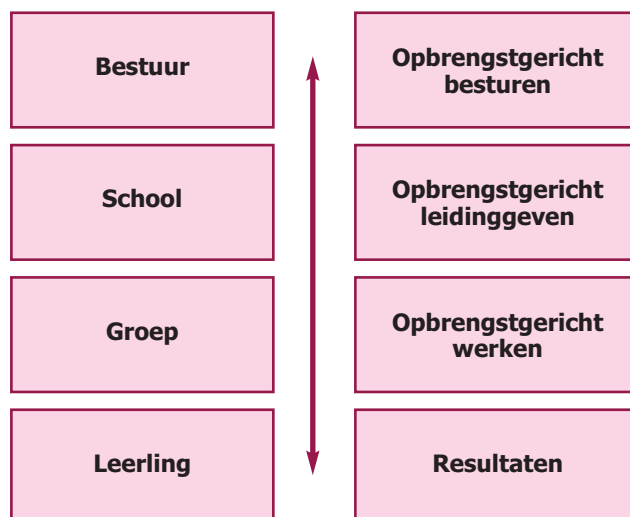 Bestuur
Opbrengstgericht
besturen
School
Opbrengstgericht
leidinggeven
Groep
Opbrengstgericht
werken
Leerling
Resultaten